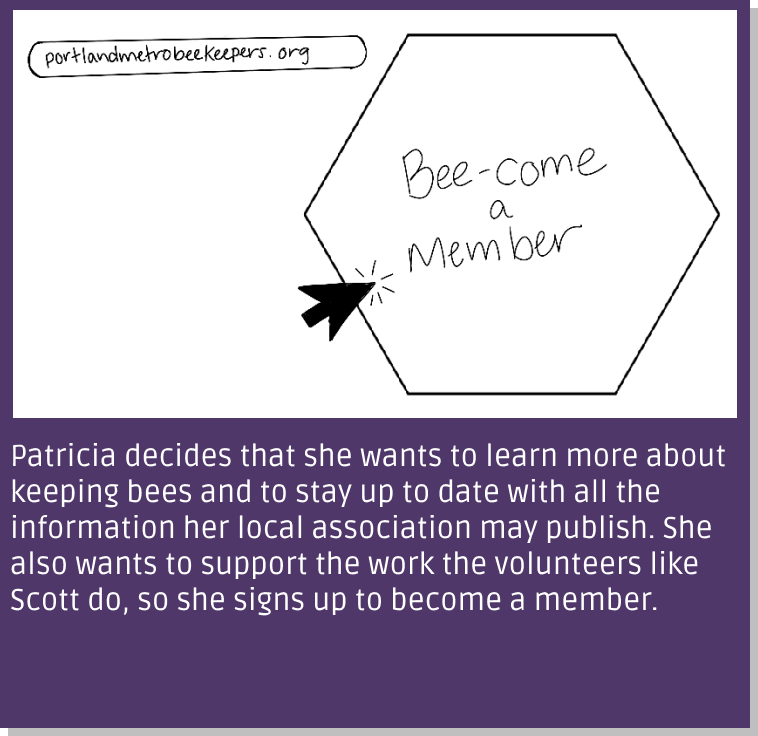 portlandmetrobeekeepers.org
Bee-come
a
Member
Patricia decides that she wants to learn more about
keeping bees and to stay up to date with all the
information her local association may publish. She
also wants to support the work the volunteers like
Scott do, so she signs up to become a member.